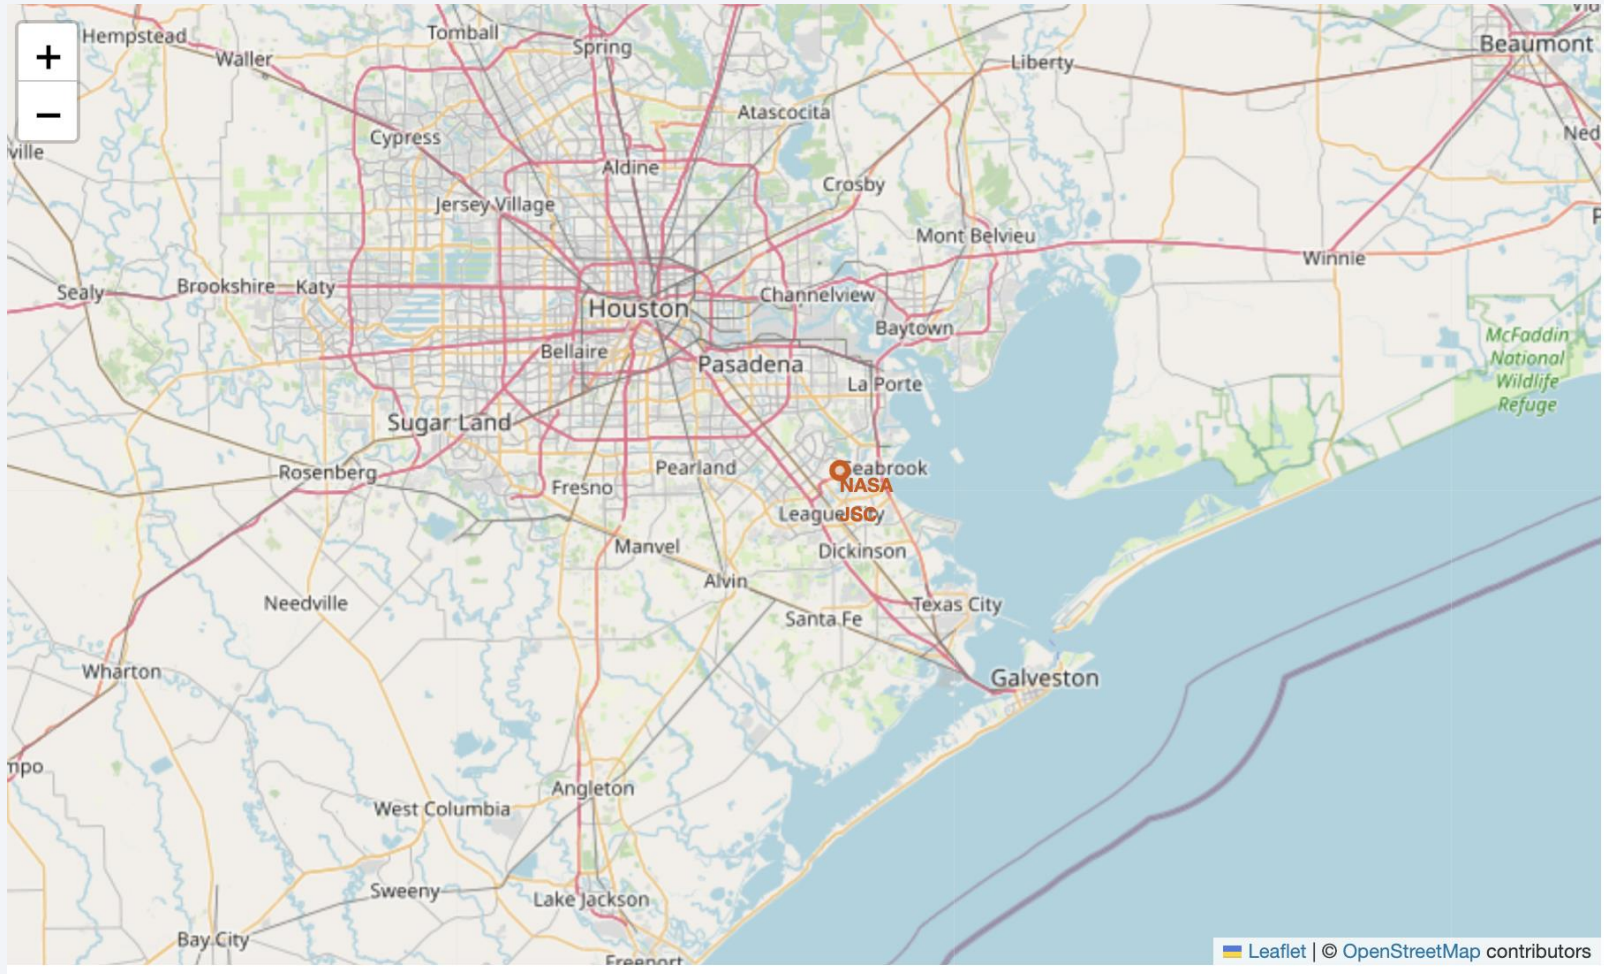 Hempstead
Tomball
Spring
Waller
Liberty
Beaumont
+
−
Atascocita
Cypress
Aldine
Crosby
Jersey Village
Mont Belvieu
Winnie
Sealy
Brookshire
Katy
Channelview
Houston
Baytown
McFaddin
National
Wildlife
Refuge
Bellaire
Pasadena
La Porte
Sugar Land
Rosenberg
Pearland
Seabrook
Fresno
NASA
JSC
League City
Manvel
Dickinson
Alvin
Needville
Santa Fe
Texas City
Wharton
Galveston
Angleton
West Columbia
Sweeny
Lake Jackson
Bay City
Freeport
Leaflet | © OpenStreetMap contributors